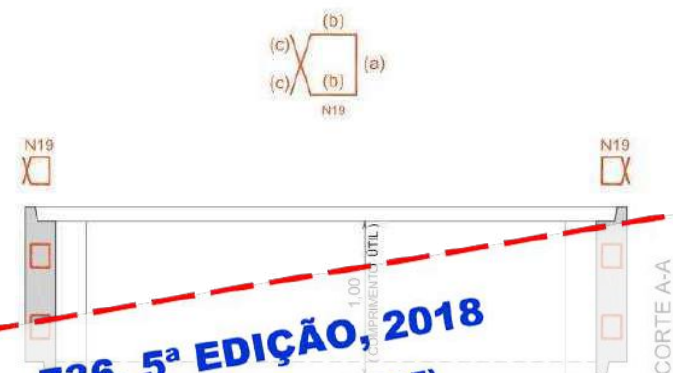 (b)
(c)
(a)
(c) (b)
N19
N19 N19
1,00
(COMPRIMENTO ÚTIL)
5ª EDIÇÃO, 2018
CORTE A-A